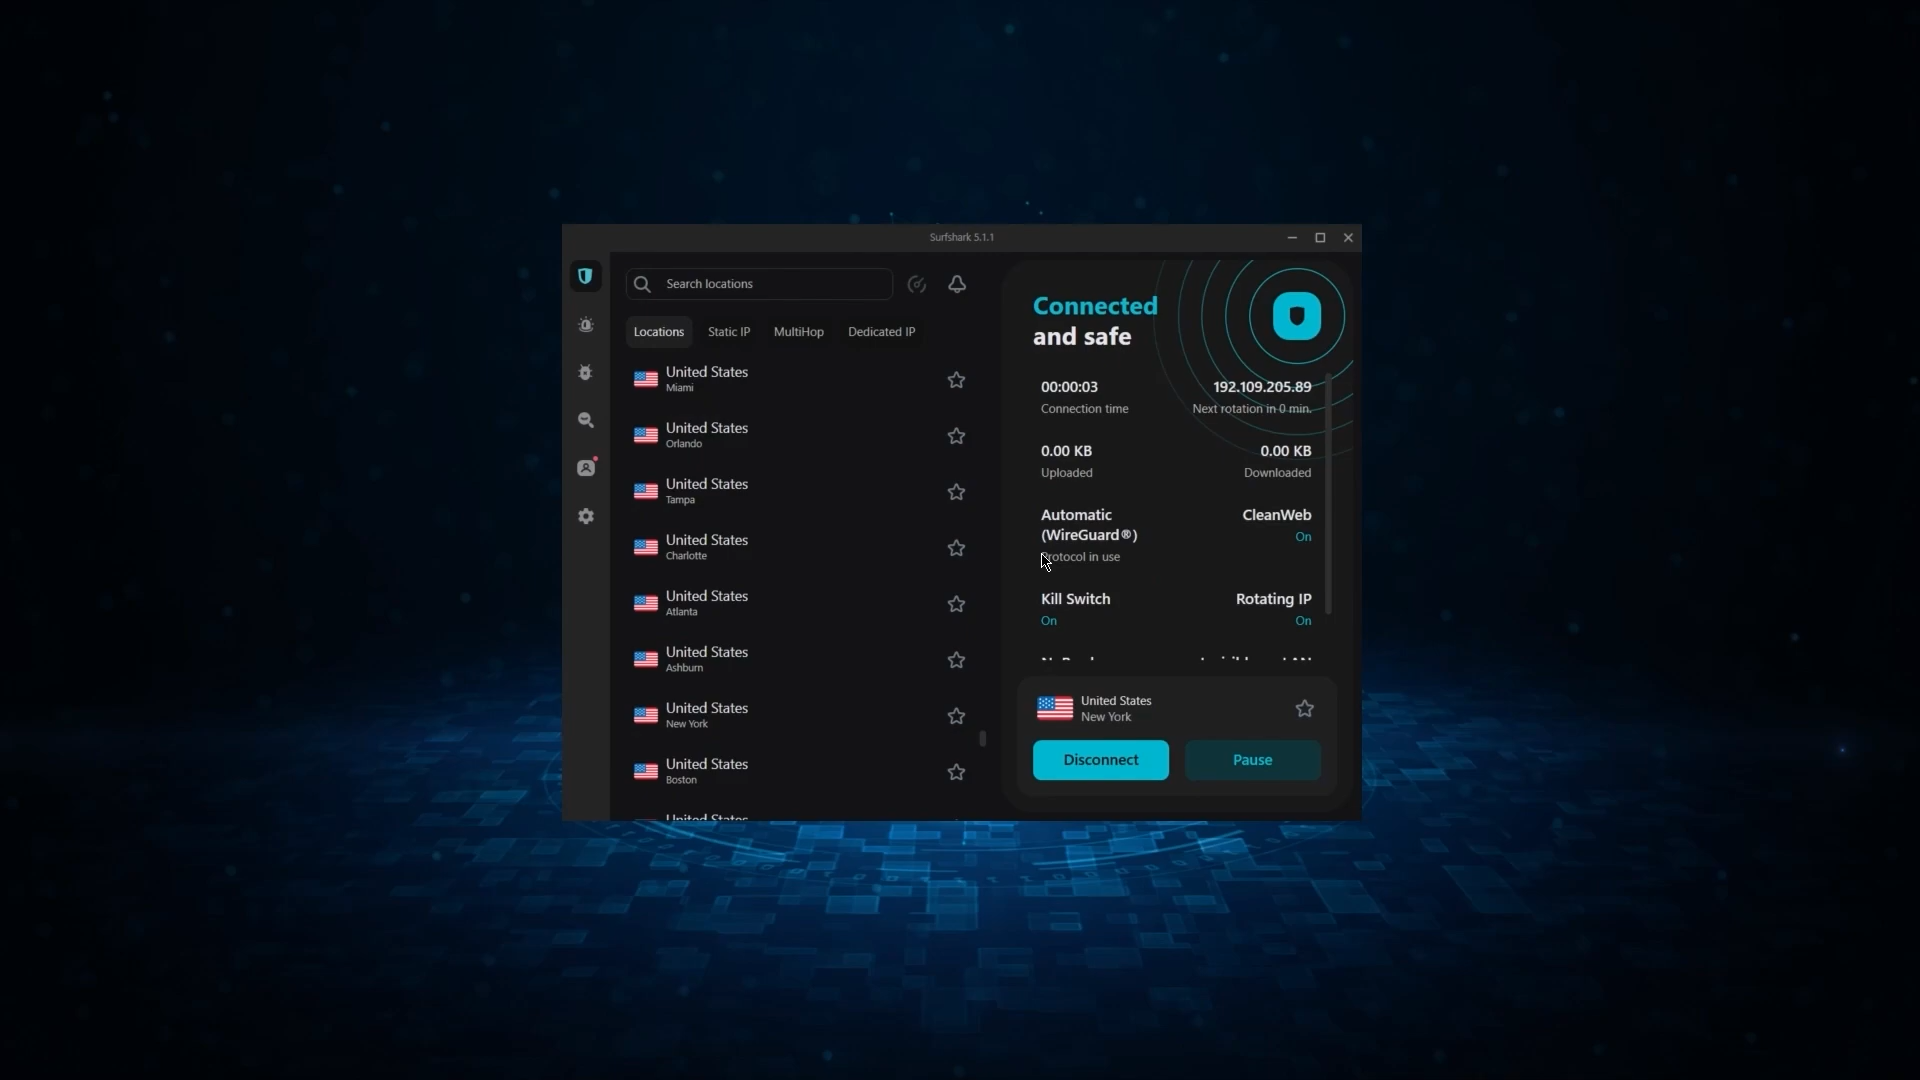 Surfshark 5.1.1
Search locations
Locations
Static IP
MultiHop
Dedicated IP
United States
Miami
United States
Orlando
United States
Tampa
United States
Charlotte
United States
Atlanta
United States
Ashburn
United States
New York
United States
Boston
United States
Connected
and safe
00:00:03
Connection time
192.109.205.89
Next rotation in 0 min.
0.00 KB
Uploaded
0.00 KB
Downloaded
Automatic
(WireGuard®)
Protocol in use
CleanWeb
On
Kill Switch
On
Rotating IP
On
United States
New York
Disconnect
Pause